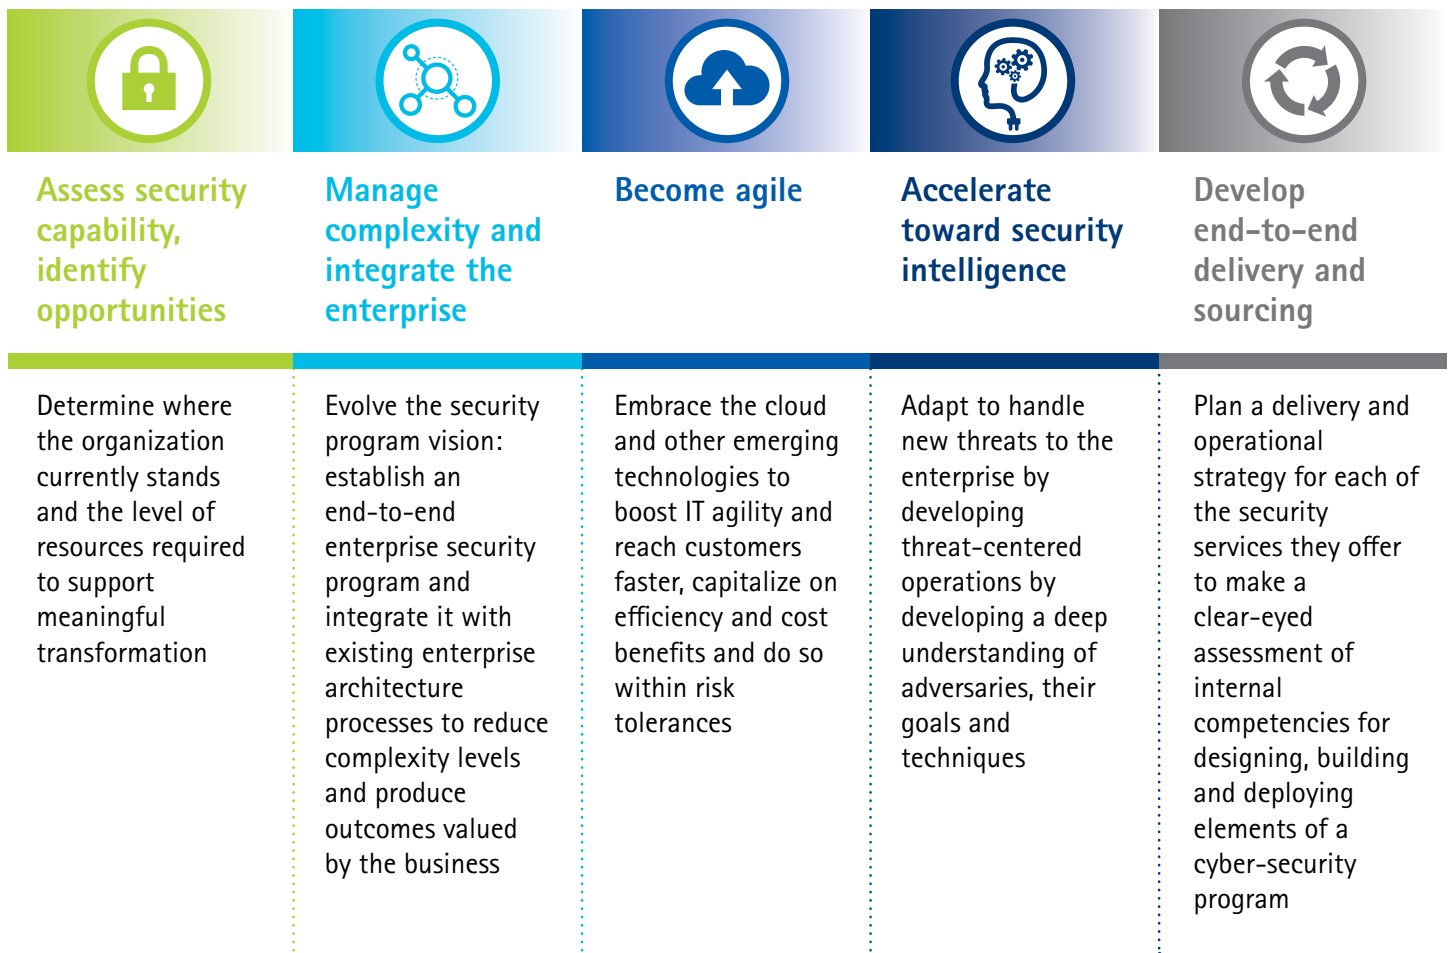 Assess security
capability,
identify
opportunities
Manage
complexity and
integrate the
enterprise
Become agile
Accelerate
toward security
intelligence
Develop
end-to-end
delivery and
sourcing
Determine where
the organization
currently stands
and the level of
resources required
to support
meaningful
transformation
Evolve the security
program vision:
establish an
end-to-end
enterprise security
program and
integrate it with
existing enterprise
architecture
processes to reduce
complexity levels
and produce
outcomes valued
by the business
Embrace the cloud
and other emerging
technologies to
boost IT agility and
reach customers
faster, capitalize on
efficiency and cost
benefits and do so
within risk
tolerances
Adapt to handle
new threats to the
enterprise by
developing
threat-centered
operations by
developing a deep
understanding of
adversaries, their
goals and
techniques
Plan a delivery and
operational
strategy for each of
the security
services they offer
to make a
clear-eyed
assessment of
internal
competencies for
designing, building
and deploying
elements of a
cyber-security
program